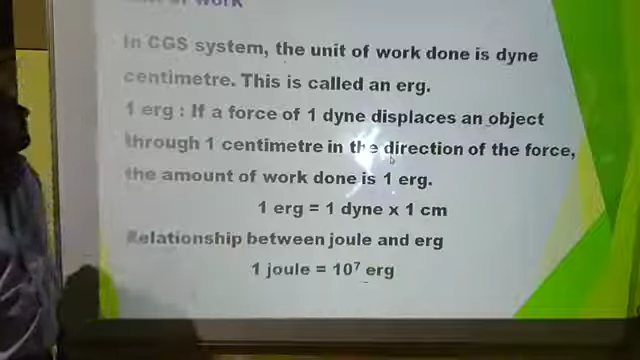 In CGS system, the unit of work done is dyne
centimetre. This is called an erg.
1 erg : If a force of 1 dyne displaces an object
through 1 centimetre in the direction of the force,
the amount of work done is 1 erg.
1 erg = 1 dyne x 1 cm
Relationship between joule and erg
1 joule = 10⁷ erg